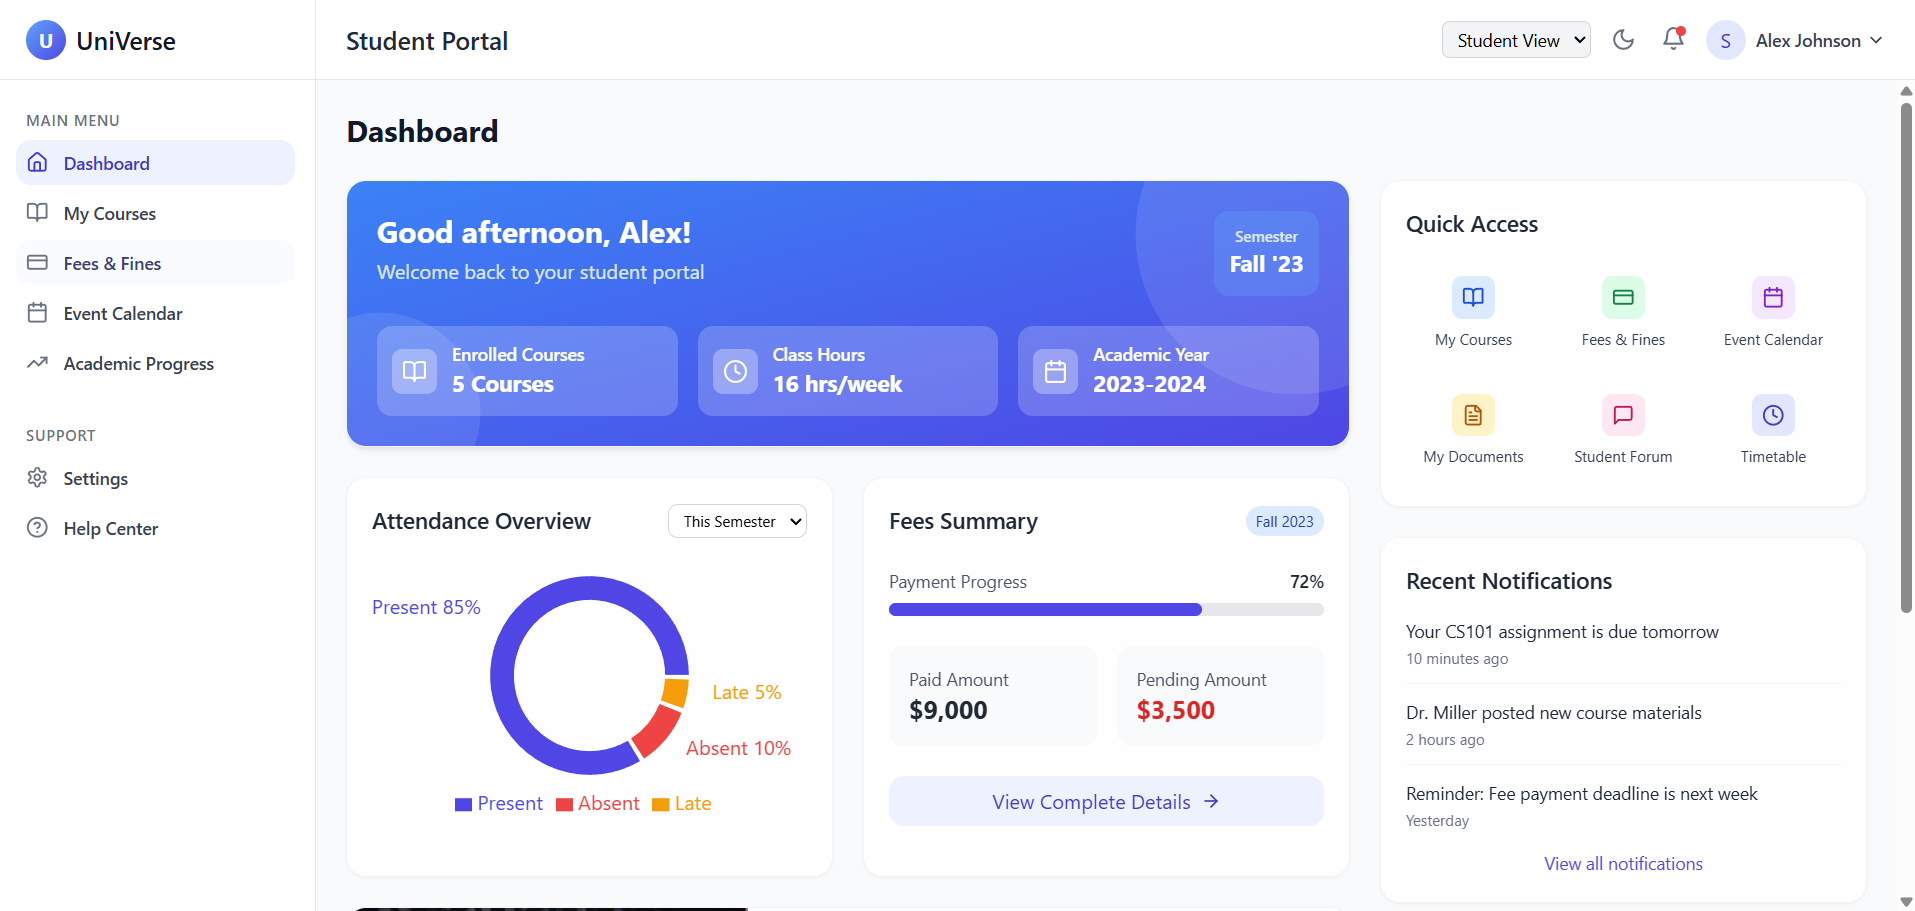 U UniVerse
Student Portal
Student View
S Alex Johnson
MAIN MENU
Dashboard
My Courses
Fees & Fines
Event Calendar
Academic Progress
SUPPORT
Settings
Help Center
Dashboard
Good afternoon, Alex!
Welcome back to your student portal
Semester
Fall '23
Enrolled Courses
5 Courses
Class Hours
16 hrs/week
Academic Year
2023-2024
Attendance Overview
This Semester
Present 85%
Late 5%
Absent 10%
Present Absent Late
Fees Summary
Fall 2023
Payment Progress 72%
Paid Amount
$9,000
Pending Amount
$3,500
View Complete Details
Quick Access
My Courses
Fees & Fines
Event Calendar
My Documents
Student Forum
Timetable
Recent Notifications
Your CS101 assignment is due tomorrow
10 minutes ago
Dr. Miller posted new course materials
2 hours ago
Reminder: Fee payment deadline is next week
Yesterday
View all notifications